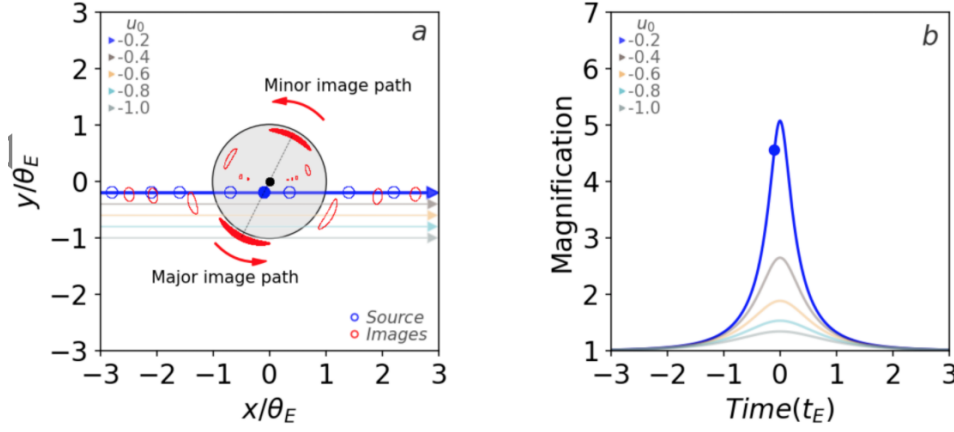 a
u₀
-0.2
-0.4
-0.6
-0.8
-1.0
Minor image path
Major image path
Source
Images
3
2
1
0
−1
−2
−3
y/θ_E
−3 −2 −1 0 1 2 3
x/θ_E
b
u₀
-0.2
-0.4
-0.6
-0.8
-1.0
7
6
5
4
3
2
1
Magnification
−3 −2 −1 0 1 2 3
Time(t_E)